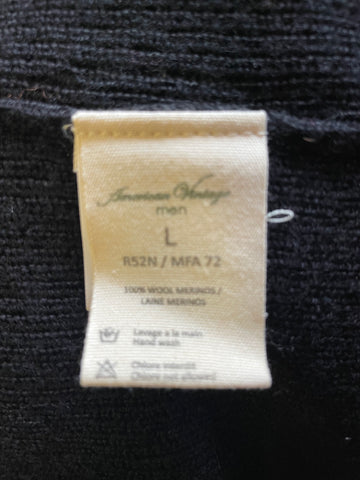 American Vintage
men
L
R52N / MFA 72
100% WOOL MERINOS /
LAINE MERINOS
Lavage a la main
Hand wash
Chlore interdit
Chlore not allowed